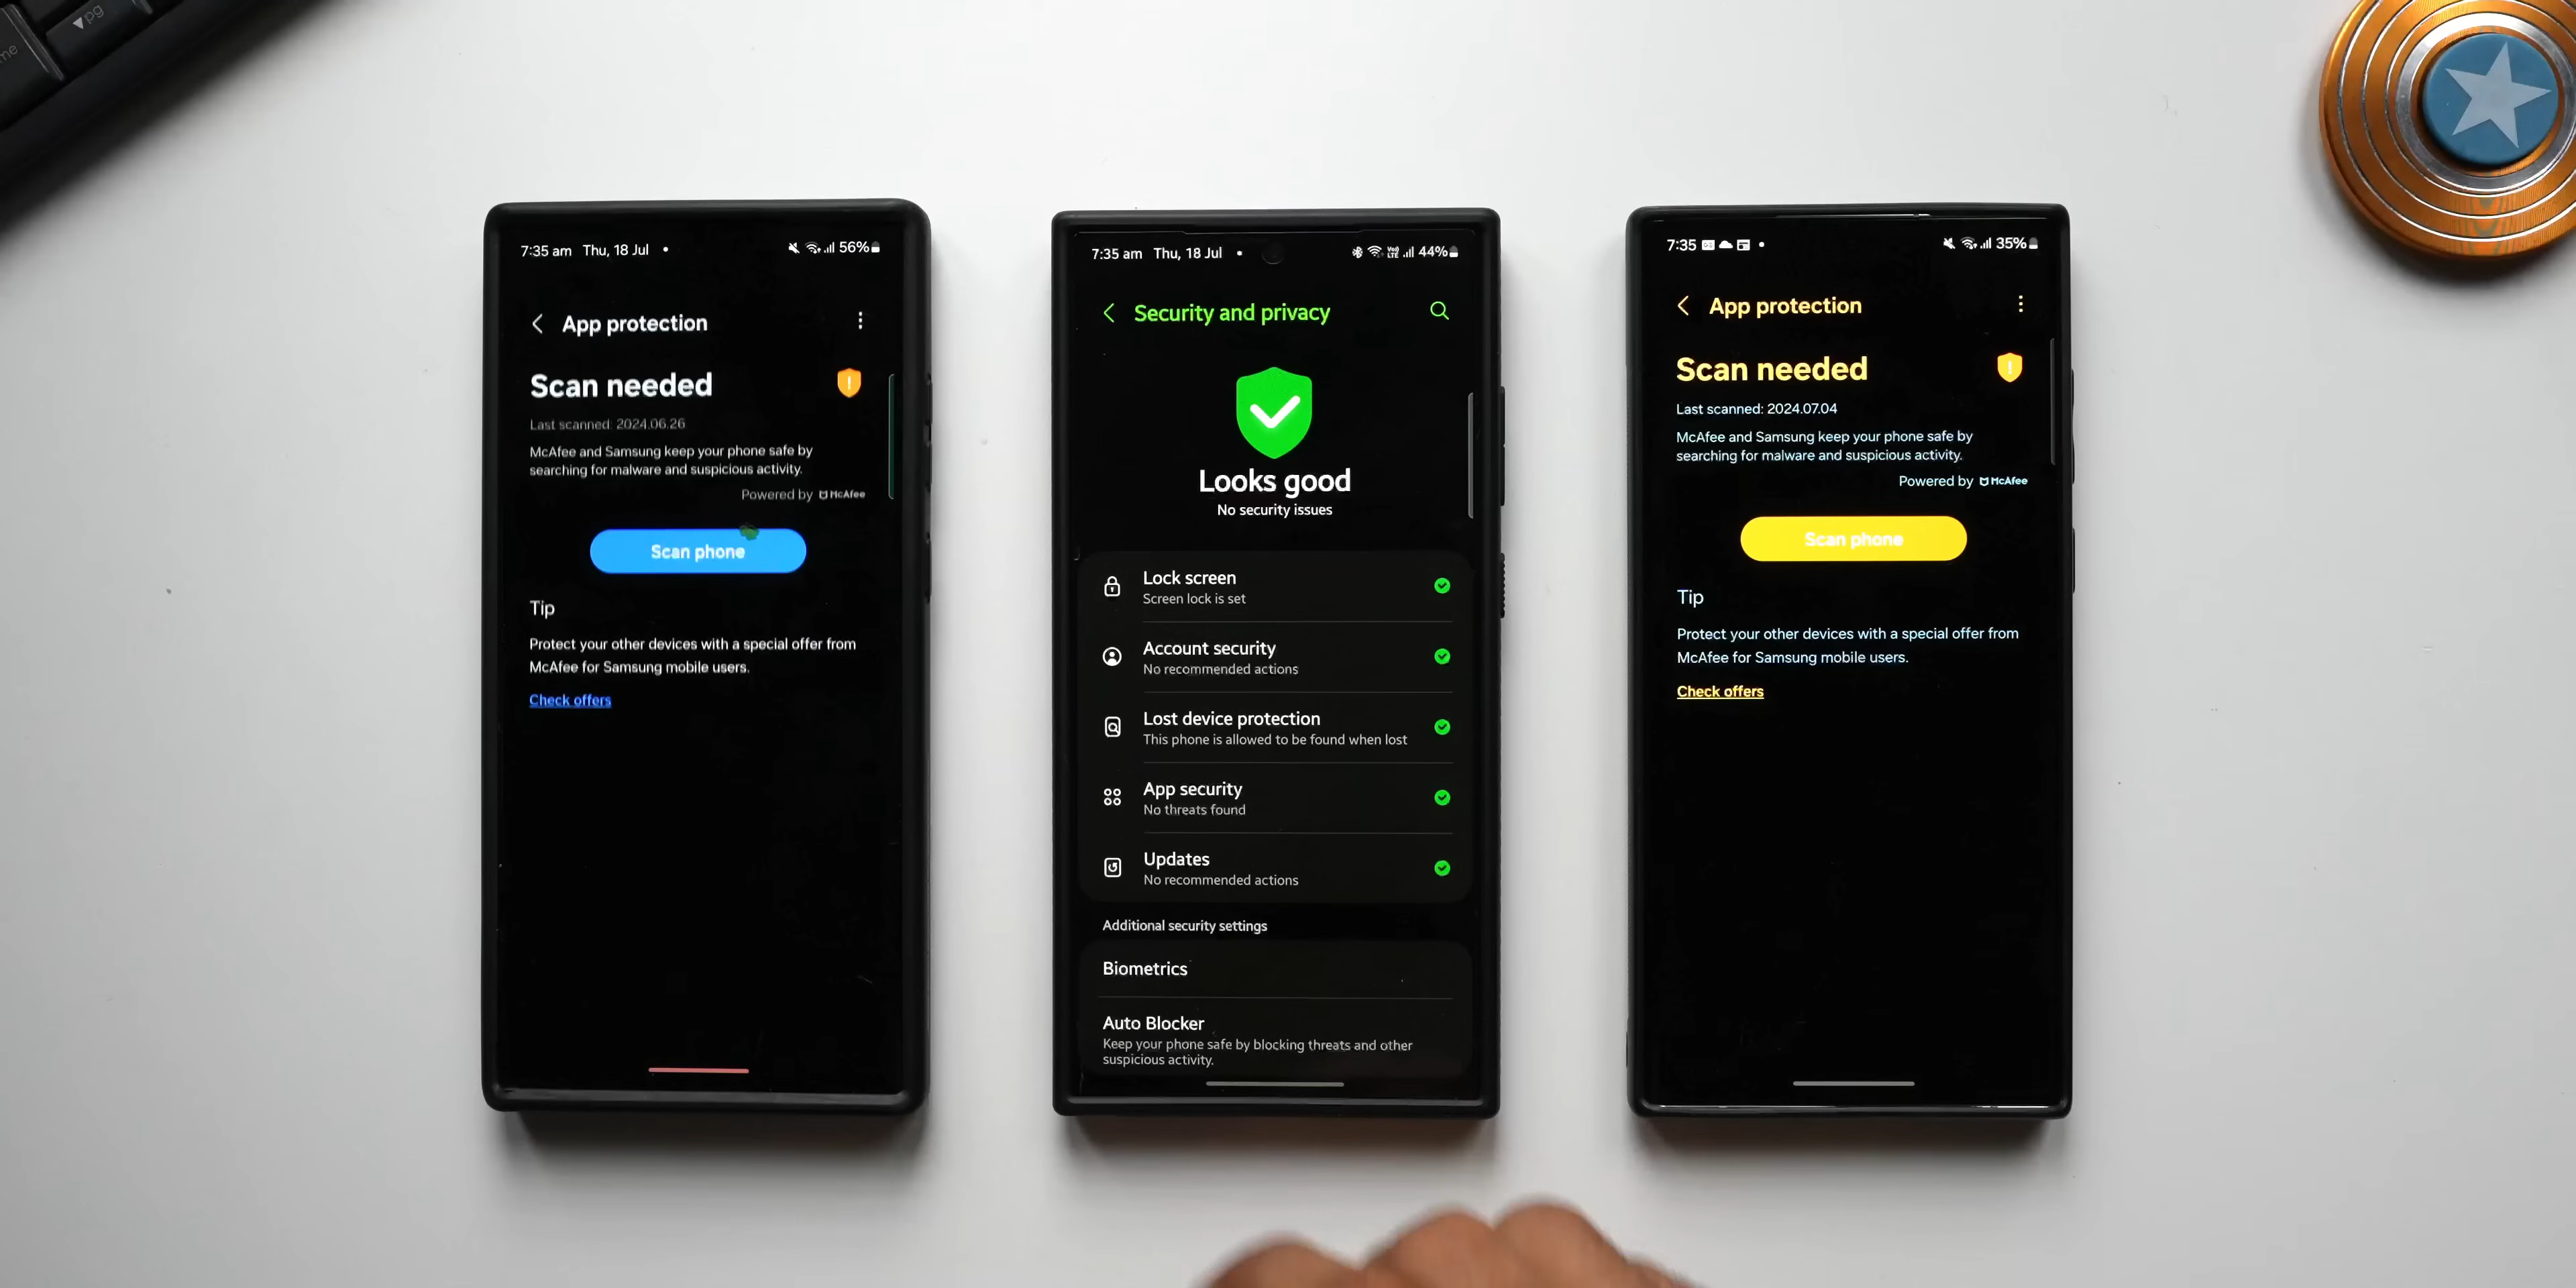 pg
me
7:35 am Thu, 18 Jul • 56%
App protection
Scan needed
Last scanned: 2024.06.26
McAfee and Samsung keep your phone safe by
searching for malware and suspicious activity.
Powered by McAfee
Scan phone
Tip
Protect your other devices with a special offer from
McAfee for Samsung mobile users.
Check offers
7:35 am Thu, 18 Jul • 44%
Security and privacy
Looks good
No security issues
Lock screen
Screen lock is set
Account security
No recommended actions
Lost device protection
This phone is allowed to be found when lost
App security
No threats found
Updates
No recommended actions
Additional security settings
Biometrics
Auto Blocker
Keep your phone safe by blocking threats and other
suspicious activity.
7:35 • 35%
App protection
Scan needed
Last scanned: 2024.07.04
McAfee and Samsung keep your phone safe by
searching for malware and suspicious activity.
Powered by McAfee
Scan phone
Tip
Protect your other devices with a special offer from
McAfee for Samsung mobile users.
Check offers